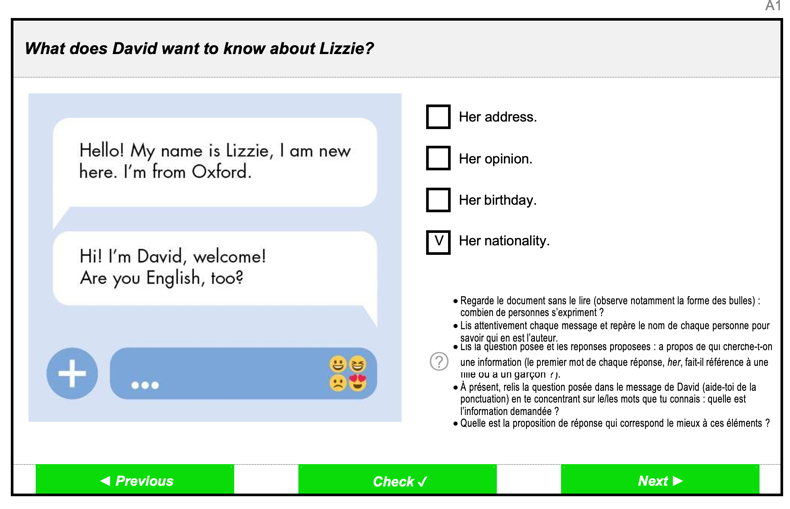 A1
What does David want to know about Lizzie?
Hello! My name is Lizzie, I am new
here. I'm from Oxford.
Hi! I'm David, welcome!
Are you English, too?
...
Her address.
Her opinion.
Her birthday.
V Her nationality.
• Regarde le document sans le lire (observe notamment la forme des bulles) :
combien de personnes s'expriment ?
• Lis attentivement chaque message et repère le nom de chaque personne pour
savoir qui en est l'auteur.
• Lis la question posée et les réponses proposées : à propos de qui cherche-t-on
une information (le premier mot de chaque réponse, her, fait-il référence à une
fille ou à un garçon ?).
• À présent, relis la question posée dans le message de David (aide-toi de la
ponctuation) en te concentrant sur le/les mots que tu connais : quelle est
l'information demandée ?
• Quelle est la proposition de réponse qui correspond le mieux à ces éléments ?
?
◄ Previous
Check ✓
Next ►